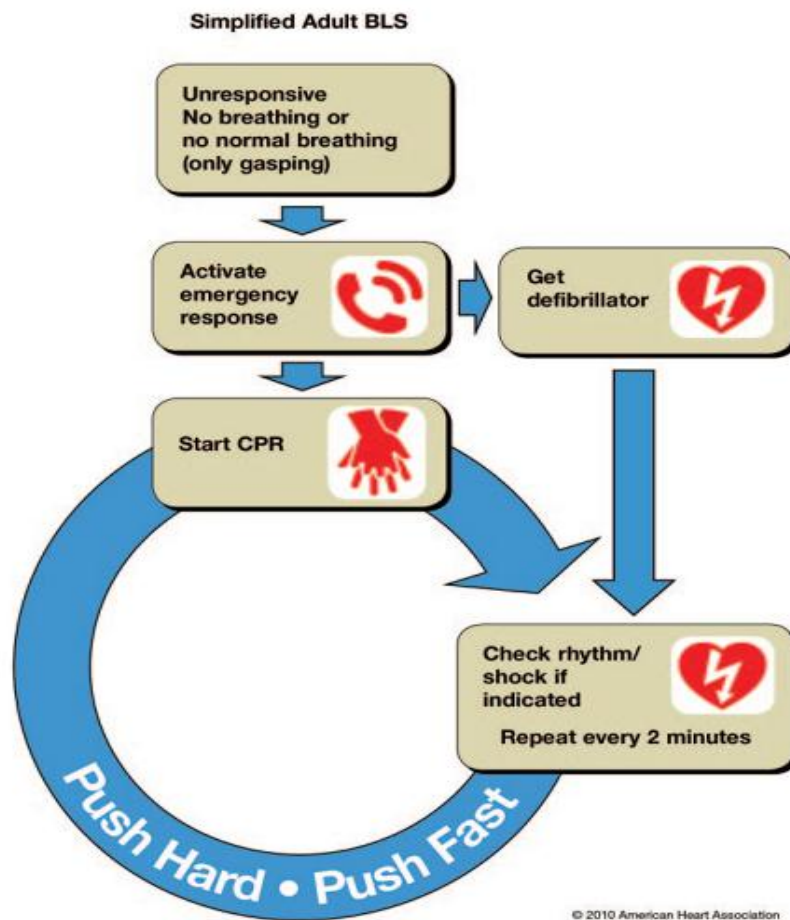 Simplified Adult BLS
Unresponsive
No breathing or
no normal breathing
(only gasping)
Activate
emergency
response
Get
defibrillator
Start CPR
Check rhythm/
shock if
indicated
Repeat every 2 minutes
Push Hard • Push Fast
© 2010 American Heart Association